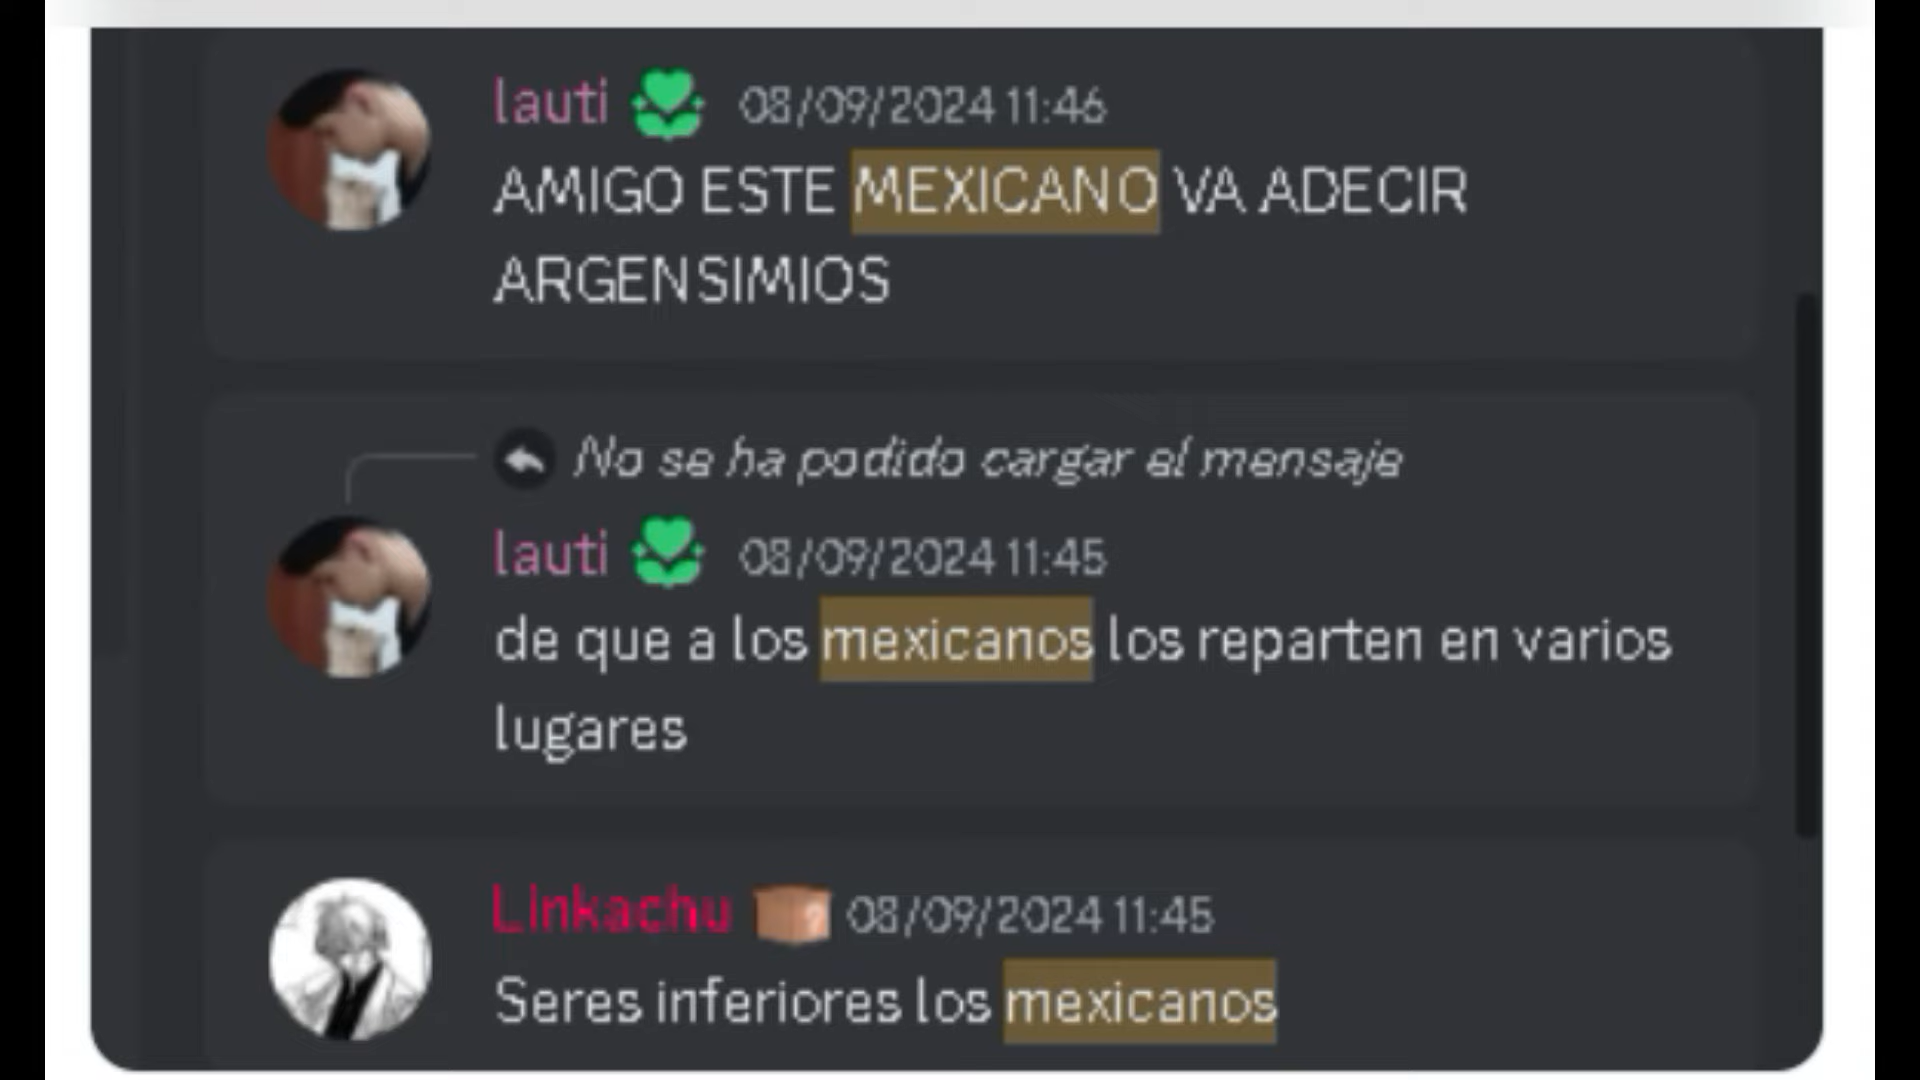 lauti 08/09/2024 11:46
AMIGO ESTE MEXICANO VA ADECIR
ARGENSIMIOS
No se ha podido cargar el mensaje
lauti 08/09/2024 11:45
de que a los mexicanos los reparten en varios
lugares
Linkachu 08/09/2024 11:45
Seres inferiores los mexicanos